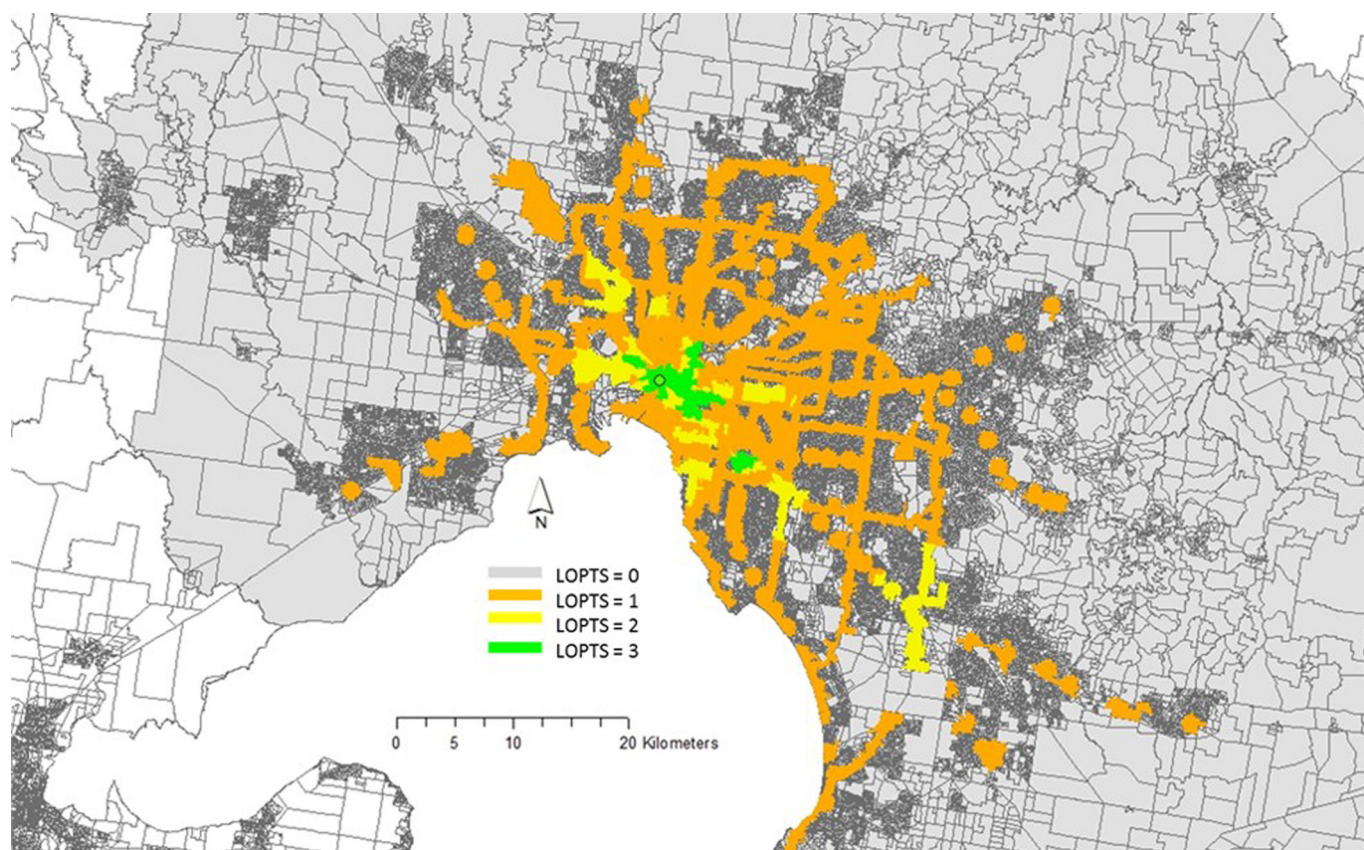 N
LOPTS = 0
LOPTS = 1
LOPTS = 2
LOPTS = 3
0 5 10 20 Kilometers